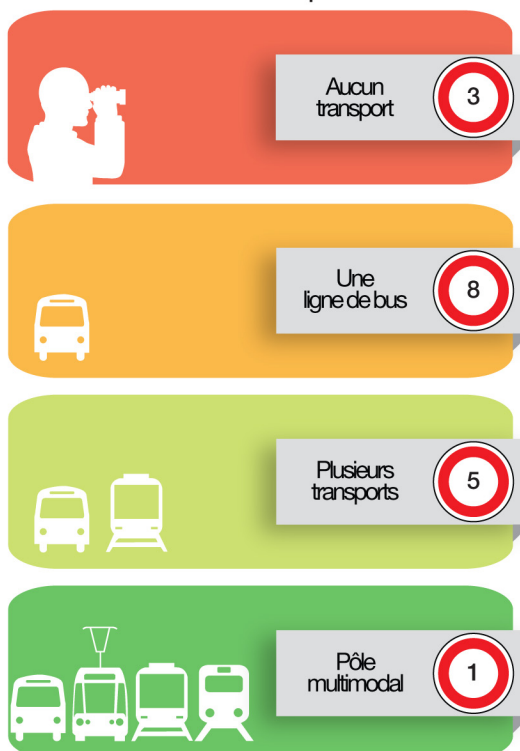 Aucun
transport
3
Une
ligne de bus
8
Plusieurs
transports
5
Pôle
multimodal
1